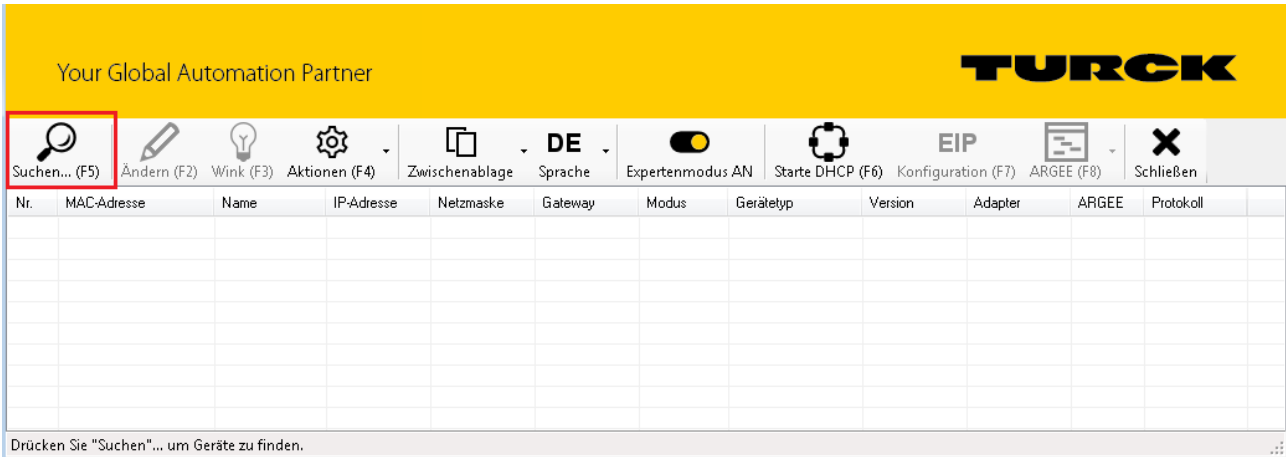 Your Global Automation Partner
TURCK
DE
EIP
Suchen... (F5) Ändern (F2) Wink (F3) Aktionen (F4) Zwischenablage Sprache Expertenmodus AN Starte DHCP (F6) Konfiguration (F7) ARGEE (F8) Schließen
Nr. MAC-Adresse Name IP-Adresse Netzmaske Gateway Modus Gerätetyp Version Adapter ARGEE Protokoll
Drücken Sie "Suchen"... um Geräte zu finden.